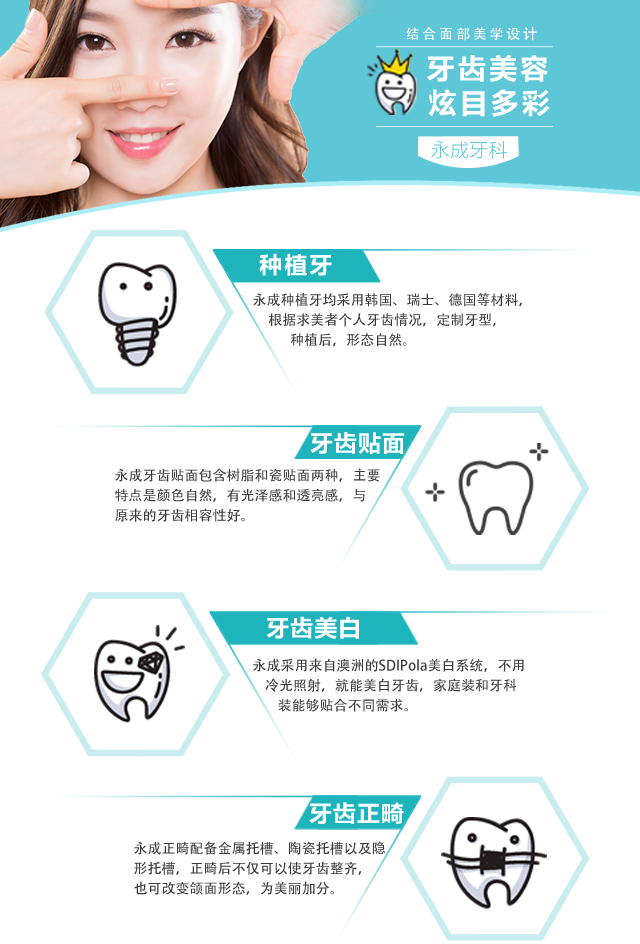 结合面部美学设计
牙齿美容
炫目多彩
永成牙科
种植牙
永成种植牙均采用韩国、瑞士、德国等材料,
根据求美者个人牙齿情况，定制牙型，
种植后，形态自然。
牙齿贴面
永成牙齿贴面包含树脂和瓷贴面两种，主要
特点是颜色自然，有光泽感和透亮感，与
原来的牙齿相容性好。
牙齿美白
永成采用来自澳洲的SDIPola美白系统，不用
冷光照射，就能美白牙齿，家庭装和牙科
装能够贴合不同需求。
牙齿正畸
永成正畸配备金属托槽、陶瓷托槽以及隐
形托槽，正畸后不仅可以使牙齿整齐，
也可改变颌面形态，为美丽加分。